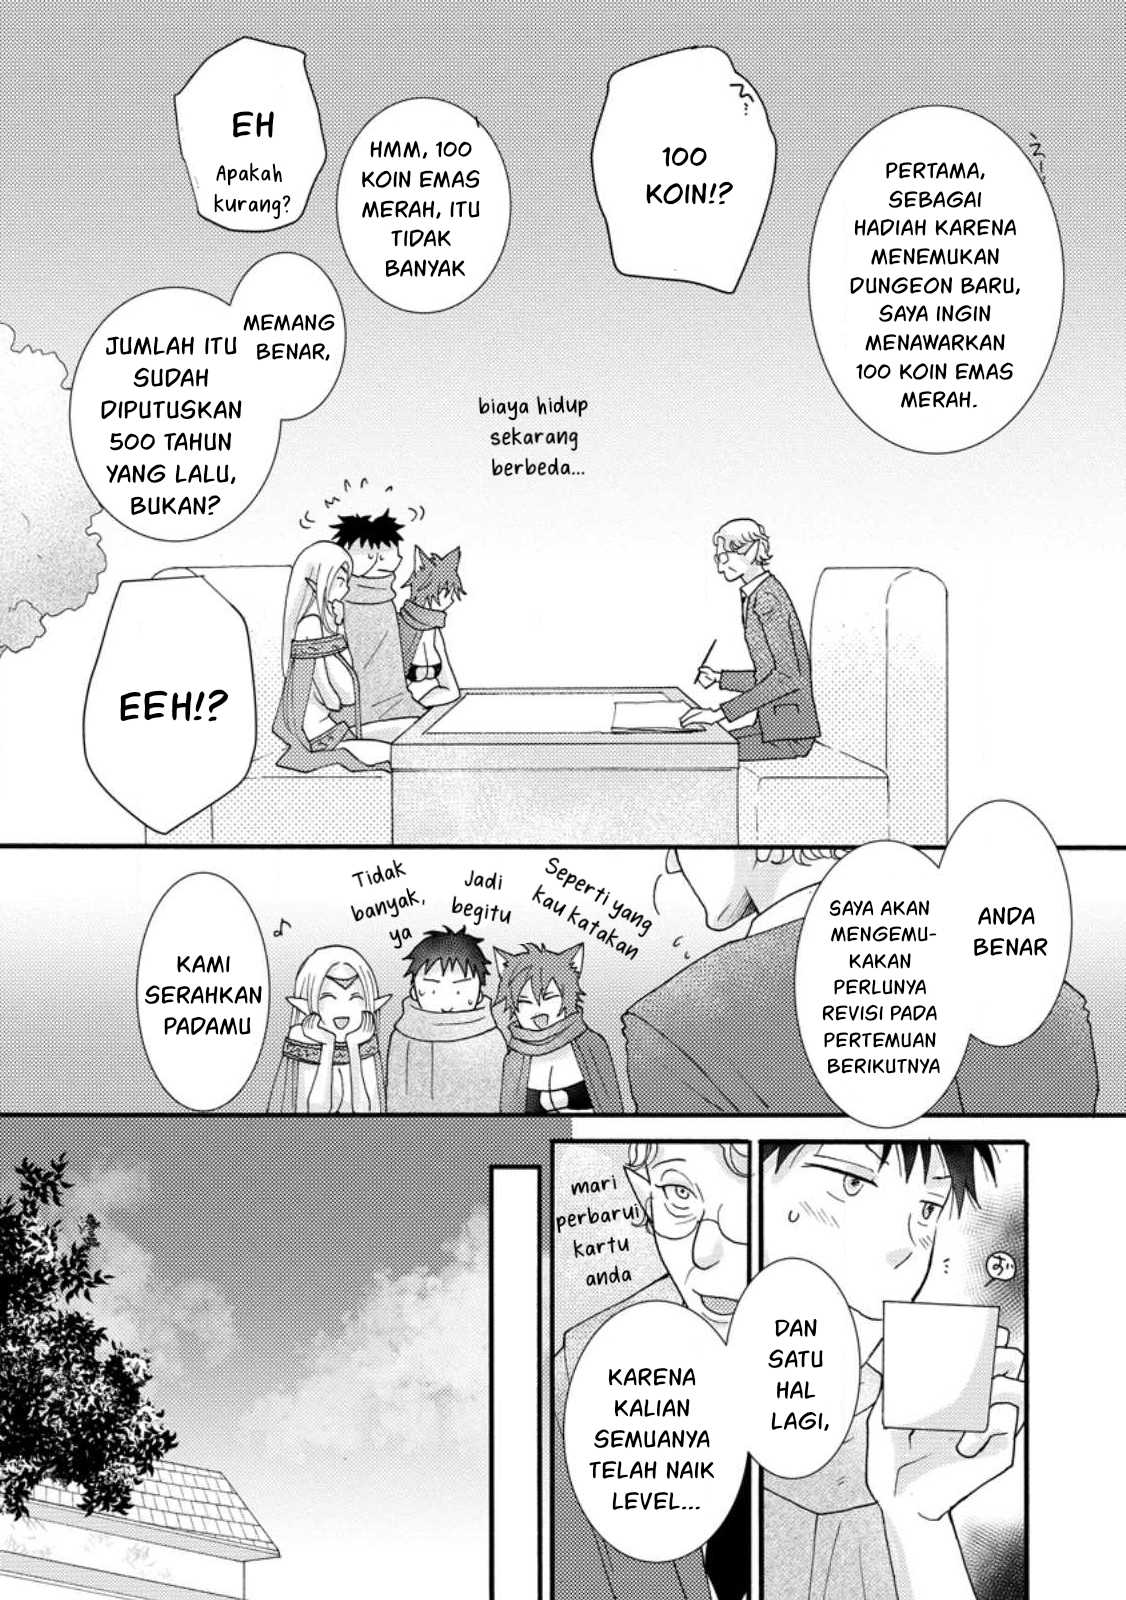 PERTAMA,
SEBAGAI
HADIAH KARENA
MENEMUKAN
DUNGEON BARU,
SAYA INGIN
MENAWARKAN
100 KOIN EMAS
MERAH.
100
KOIN!?
HMM, 100
KOIN EMAS
MERAH, ITU
TIDAK
BANYAK
EH
Apakah
kurang?
MEMANG
BENAR,
JUMLAH ITU
SUDAH
DIPUTUSKAN
500 TAHUN
YANG LALU,
BUKAN?
biaya hidup
sekarang
berbeda...
EEH!?
ANDA
BENAR
SAYA AKAN
MENGEMU-
KAKAN
PERLUNYA
REVISI PADA
PERTEMUAN
BERIKUTNYA
Seperti yang
kau katakan
Jadi
begitu
Tidak
banyak,
ya
KAMI
SERAHKAN
PADAMU
DAN
SATU
HAL
LAGI,
mari
perbarui
kartu
anda
KARENA
KALIAN
SEMUANYA
TELAH NAIK
LEVEL...